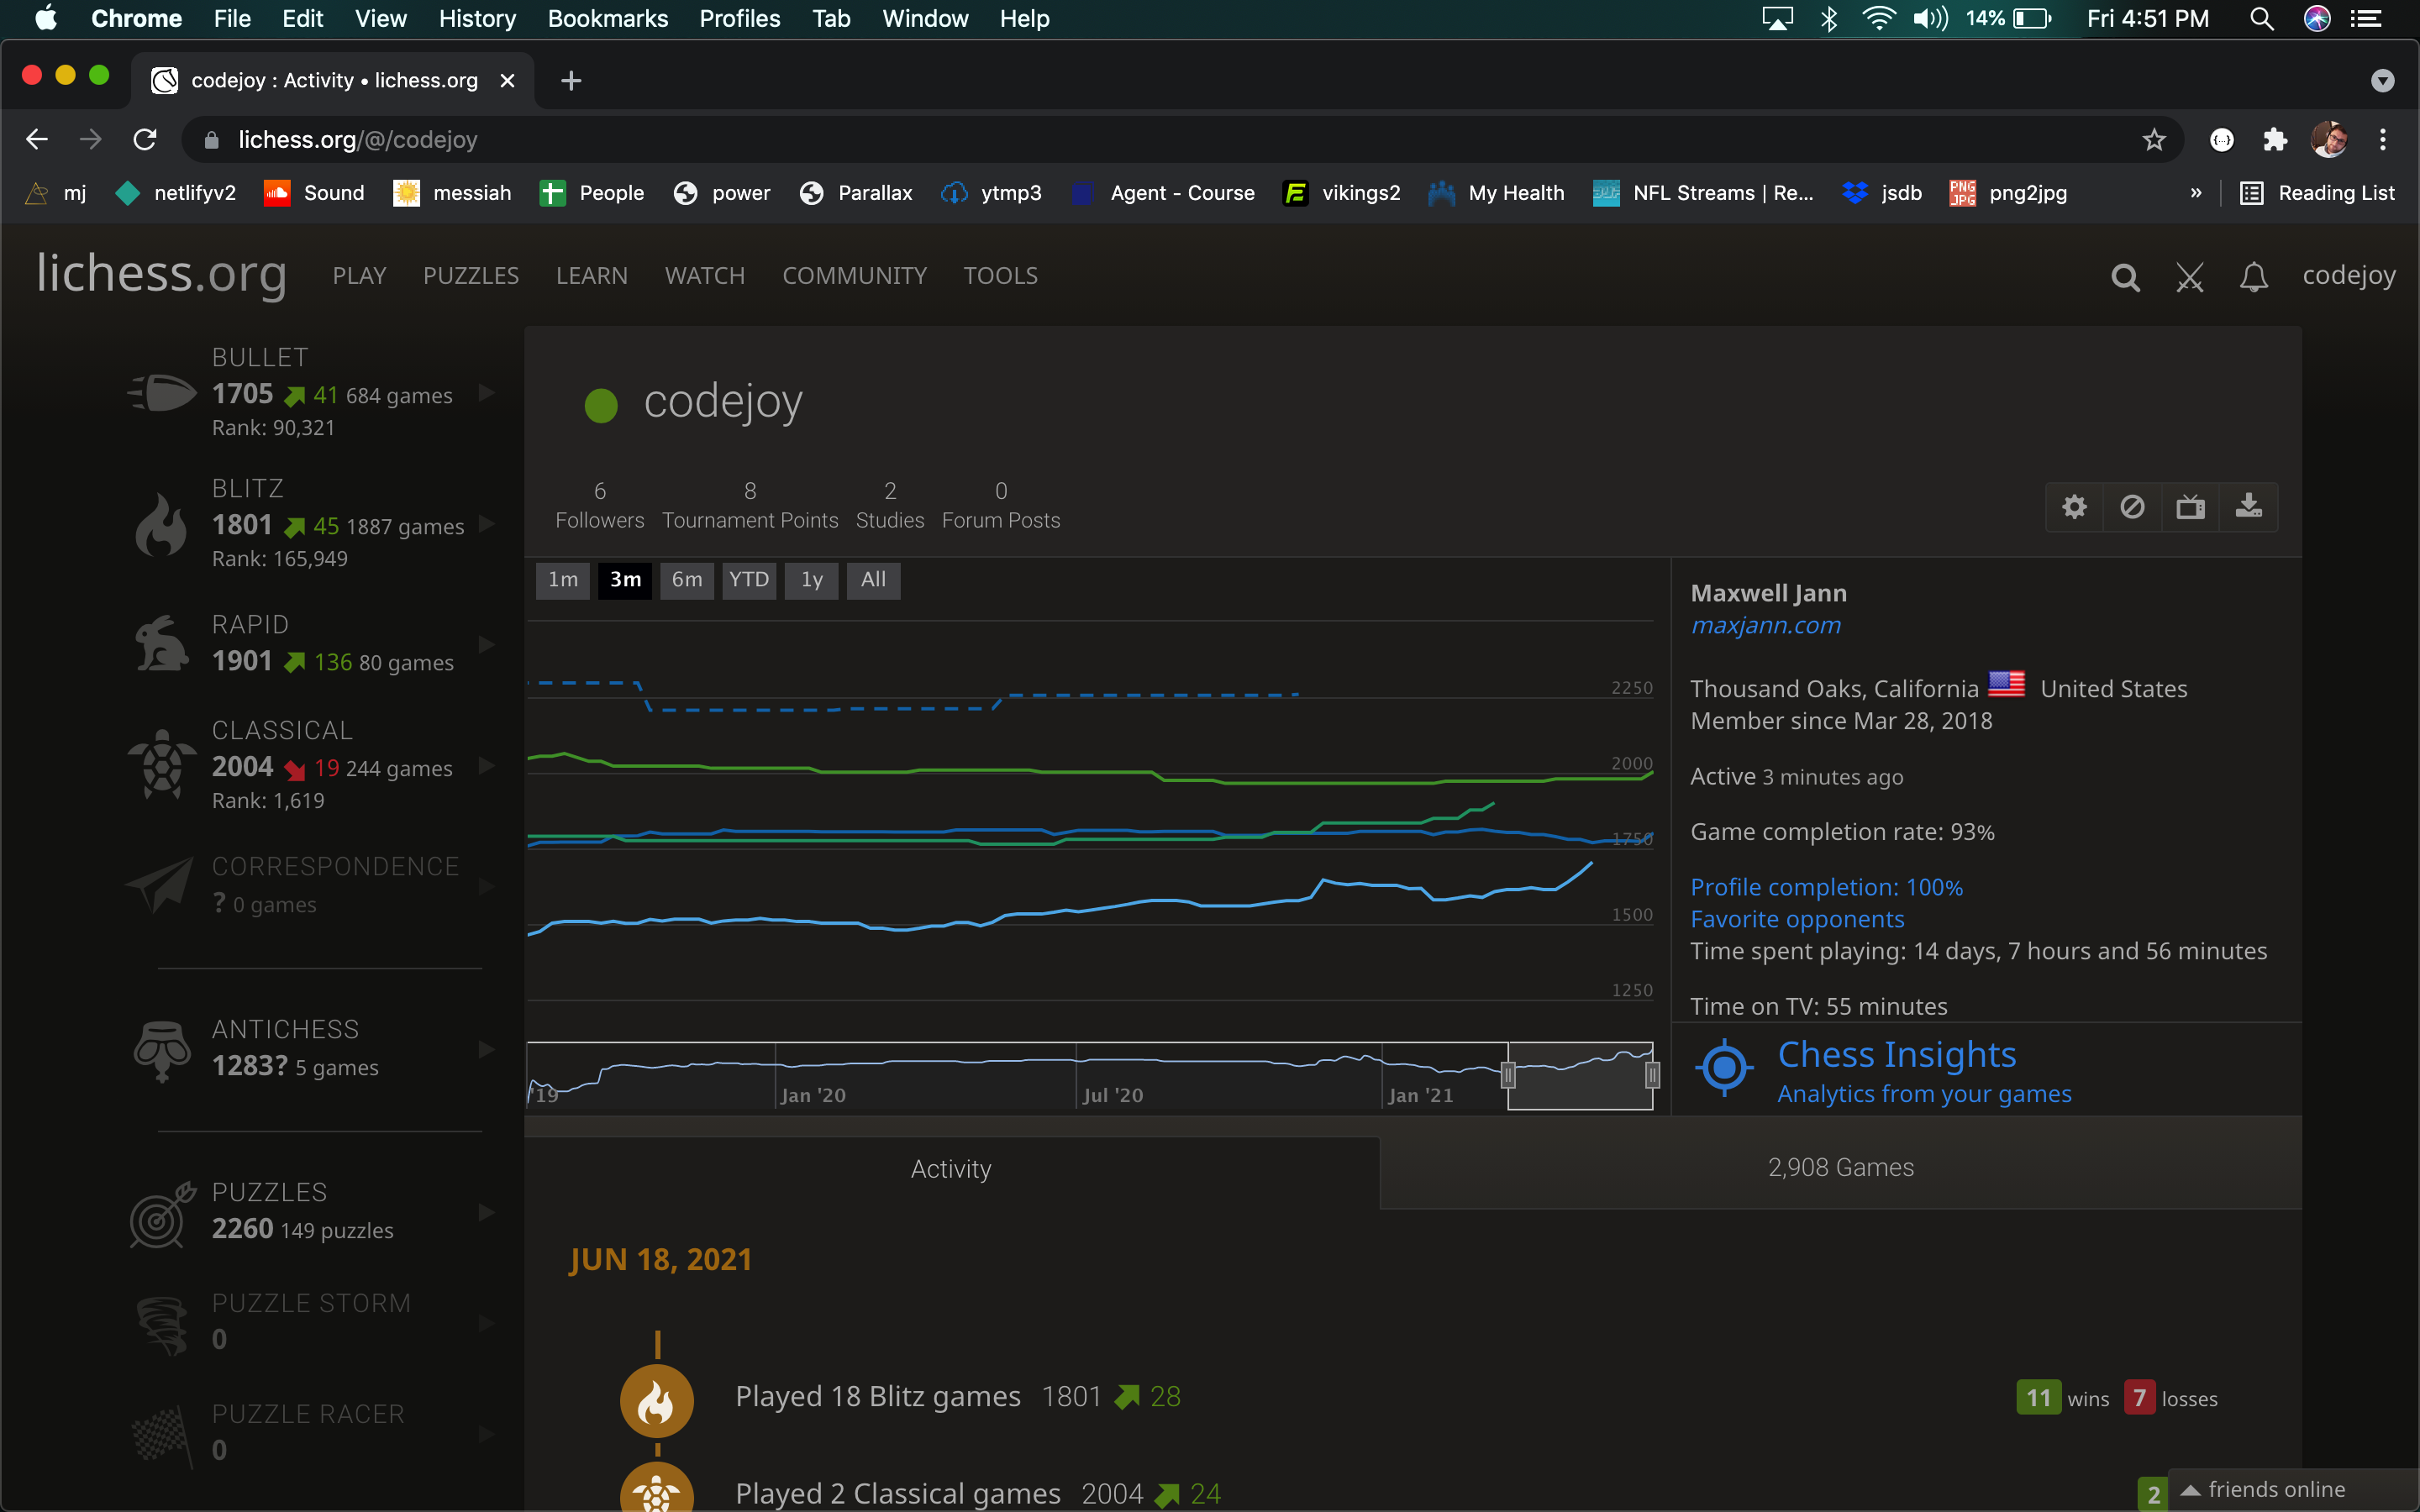 Chrome File Edit View History Bookmarks Profiles Tab Window Help 14% Fri 4:51 PM
codejoy : Activity • lichess.org
lichess.org/@/codejoy
mj netlifyv2 Sound messiah People power Parallax ytmp3 Agent - Course vikings2 My Health NFL Streams | Re... jsdb PNG JPG png2jpg » Reading List
lichess.org PLAY PUZZLES LEARN WATCH COMMUNITY TOOLS codejoy
BULLET
1705 41 684 games
Rank: 90,321
BLITZ
1801 45 1887 games
Rank: 165,949
RAPID
1901 136 80 games
CLASSICAL
2004 19 244 games
Rank: 1,619
CORRESPONDENCE
? 0 games
ANTICHESS
1283? 5 games
PUZZLES
2260 149 puzzles
PUZZLE STORM
0
PUZZLE RACER
0
codejoy
6 8 2 0
Followers Tournament Points Studies Forum Posts
1m 3m 6m YTD 1y All
2250
2000
1750
1500
1250
'19 Jan '20 Jul '20 Jan '21
Maxwell Jann
maxjann.com
Thousand Oaks, California United States
Member since Mar 28, 2018
Active 3 minutes ago
Game completion rate: 93%
Profile completion: 100%
Favorite opponents
Time spent playing: 14 days, 7 hours and 56 minutes
Time on TV: 55 minutes
Chess Insights
Analytics from your games
Activity 2,908 Games
JUN 18, 2021
Played 18 Blitz games 1801 28 11 wins 7 losses
Played 2 Classical games 2004 24 2
friends online